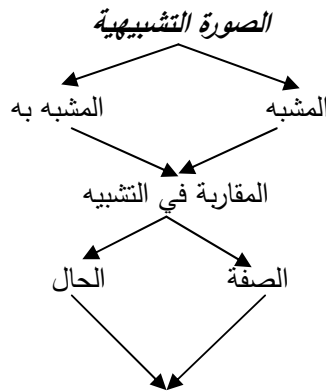 الصورة التشبيهية
المشبه المشبه به
المقاربة في التشبيه
الصفة الحال